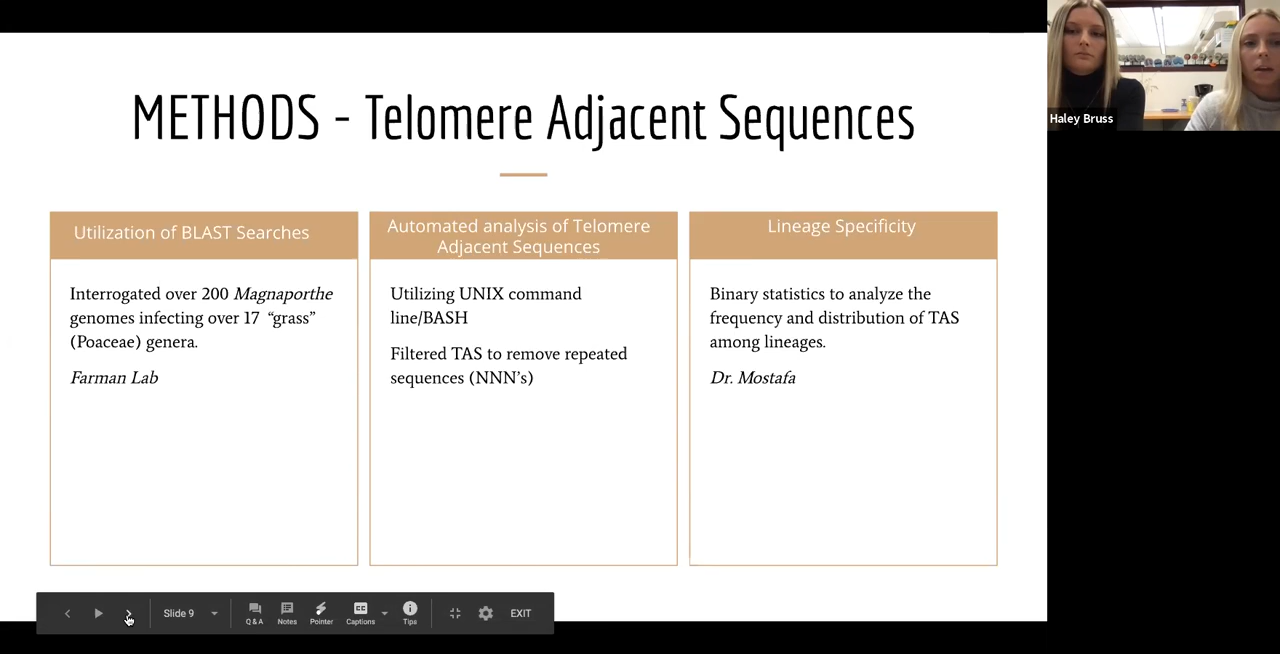 METHODS - Telomere Adjacent Sequences
Utilization of BLAST Searches
Interrogated over 200 Magnaporthe
genomes infecting over 17 “grass”
(Poaceae) genera.
Farman Lab
Automated analysis of Telomere
Adjacent Sequences
Utilizing UNIX command
line/BASH
Filtered TAS to remove repeated
sequences (NNN’s)
Lineage Specificity
Binary statistics to analyze the
frequency and distribution of TAS
among lineages.
Dr. Mostafa
Haley Bruss
Slide 9
Q & A
Notes
Pointer
CC
Captions
Tips
EXIT